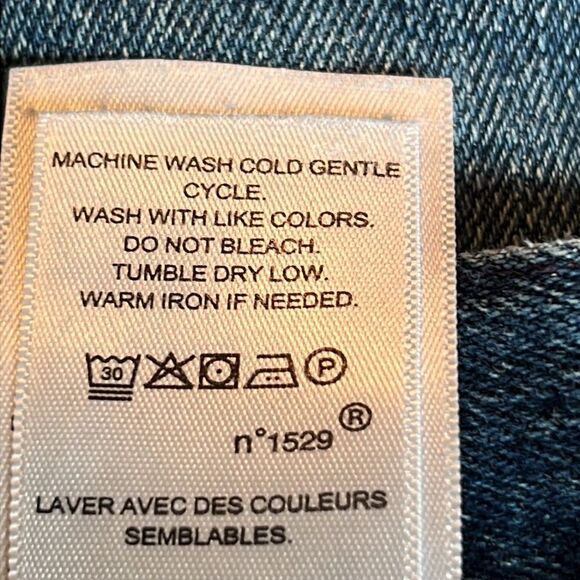 MACHINE WASH COLD GENTLE
CYCLE.
WASH WITH LIKE COLORS.
DO NOT BLEACH.
TUMBLE DRY LOW.
WARM IRON IF NEEDED.
30 P
n°1529®
LAVER AVEC DES COULEURS
SEMBLABLES.